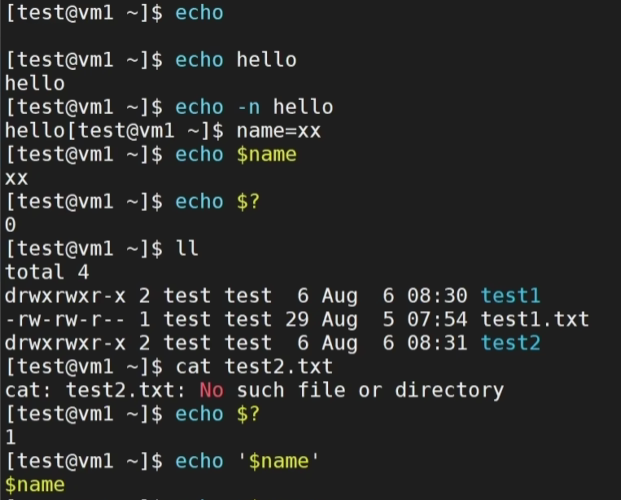 [test@vm1 ~]$ echo

[test@vm1 ~]$ echo hello
hello
[test@vm1 ~]$ echo -n hello
hello[test@vm1 ~]$ name=xx
[test@vm1 ~]$ echo $name
xx
[test@vm1 ~]$ echo $?
0
[test@vm1 ~]$ ll
total 4
drwxrwxr-x 2 test test  6 Aug  6 08:30 test1
-rw-rw-r-- 1 test test 29 Aug  5 07:54 test1.txt
drwxrwxr-x 2 test test  6 Aug  6 08:31 test2
[test@vm1 ~]$ cat test2.txt
cat: test2.txt: No such file or directory
[test@vm1 ~]$ echo $?
1
[test@vm1 ~]$ echo '$name'
$name